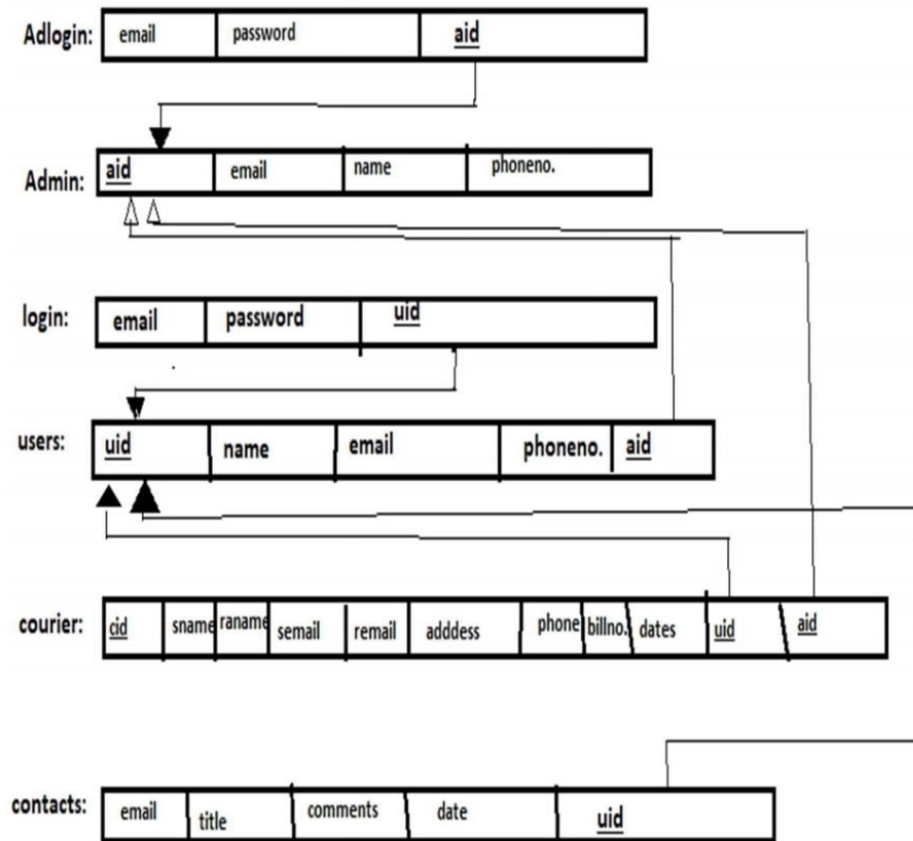 Adlogin: email password aid
Admin: aid email name phoneno.
login: email password uid
users: uid name email phoneno. aid
courier: cid sname raname semail remail adddess phone billno. dates uid aid
contacts: email title comments date uid